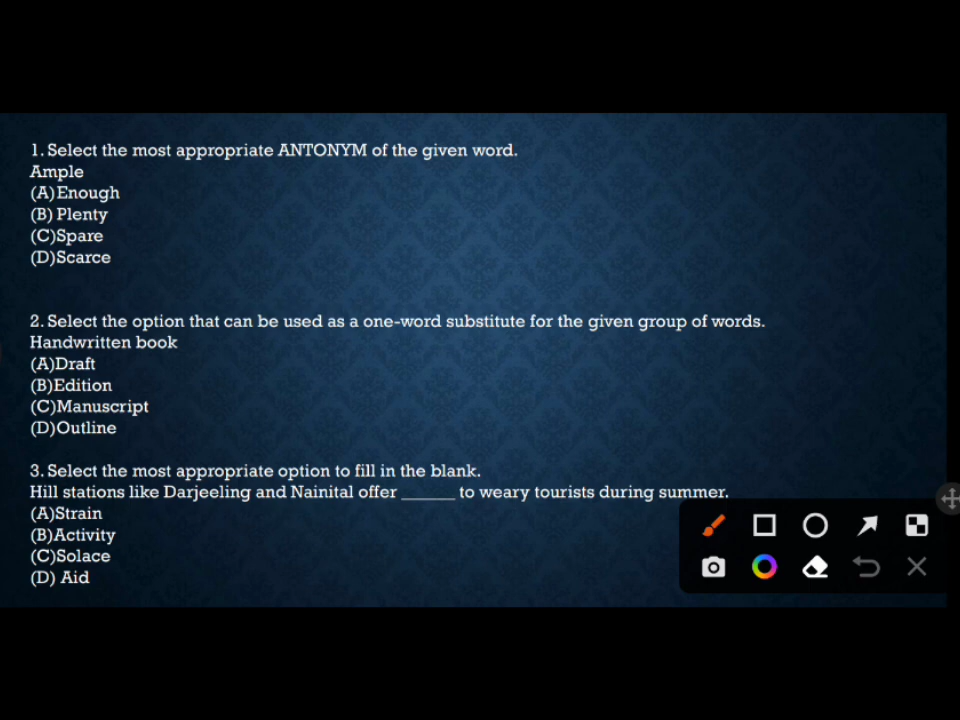 1. Select the most appropriate ANTONYM of the given word.
Ample
(A) Enough
(B) Plenty
(C)Spare
(D)Scarce
2. Select the option that can be used as a one-word substitute for the given group of words.
Handwritten book
(A)Draft
(B)Edition
(C)Manuscript
(D)Outline
3. Select the most appropriate option to fill in the blank.
Hill stations like Darjeeling and Nainital offer ______ to weary tourists during summer.
(A)Strain
(B)Activity
(C)Solace
(D) Aid